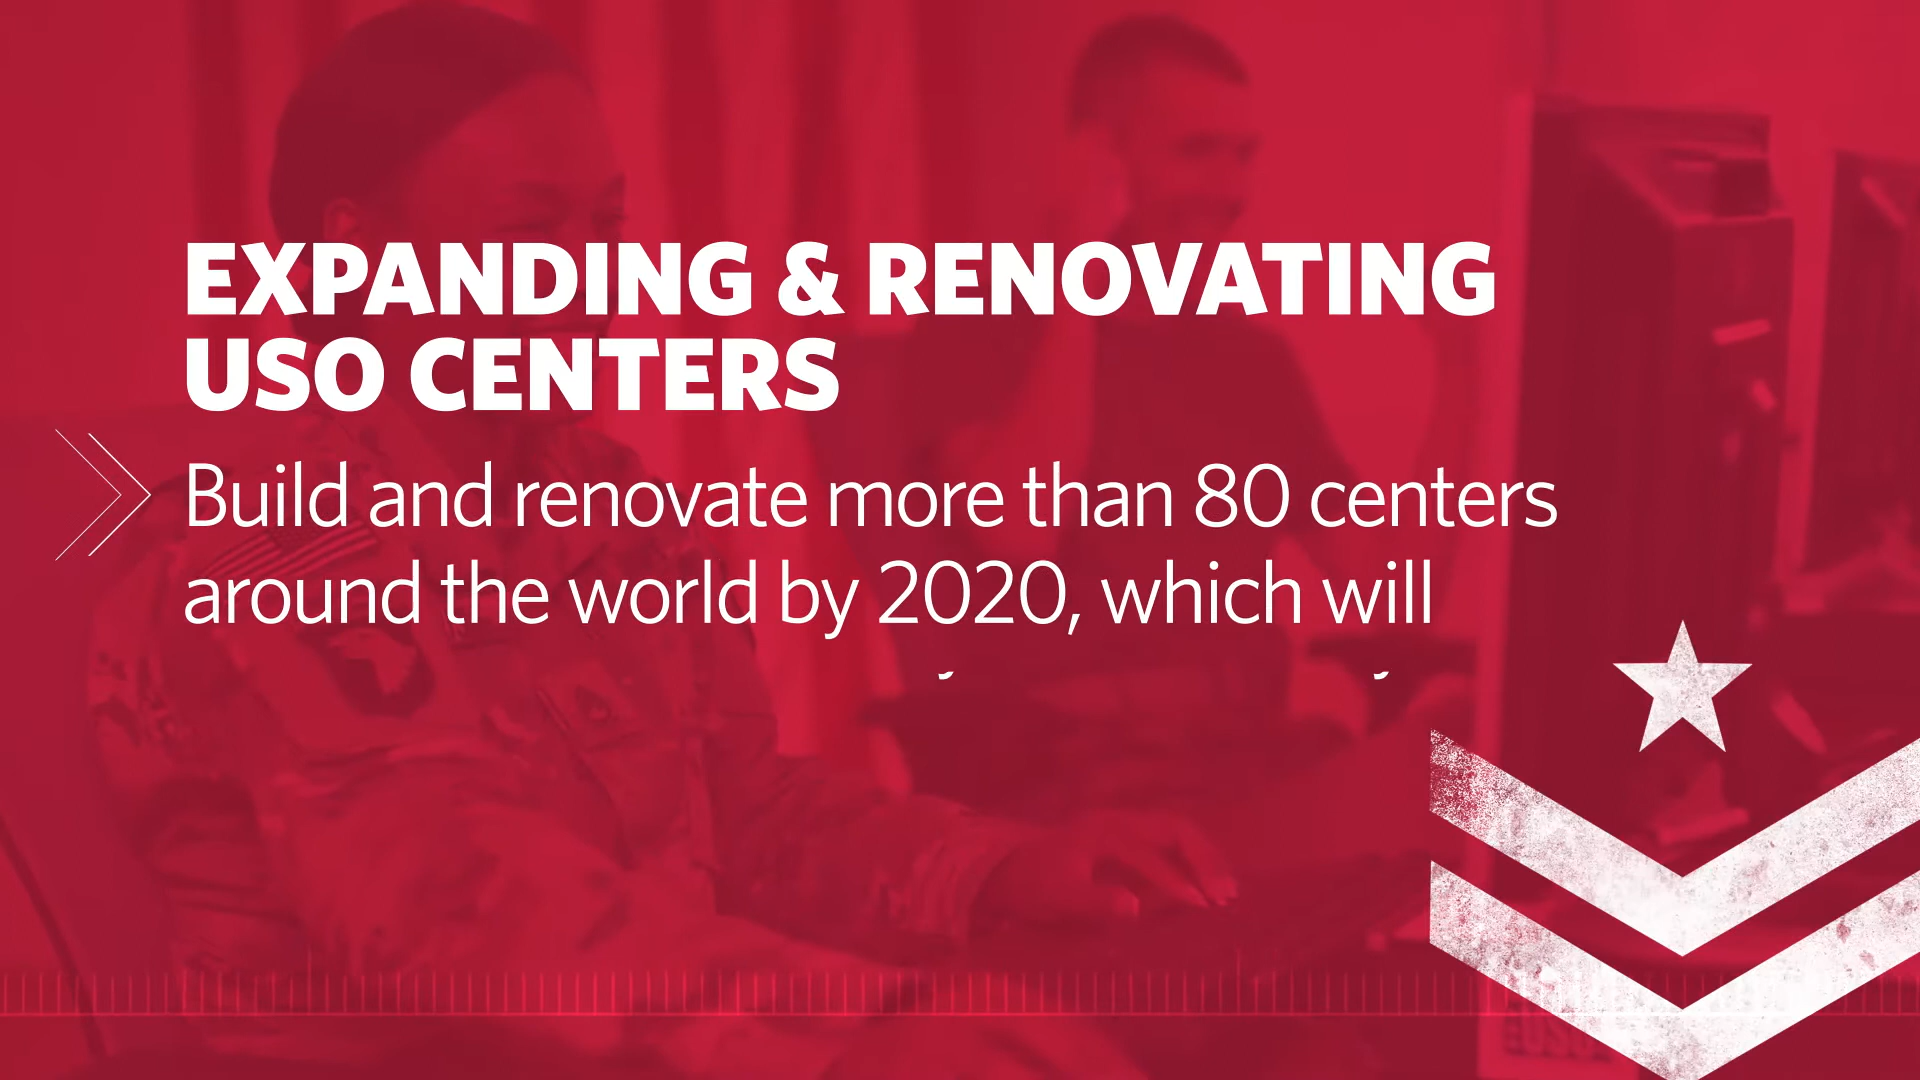 EXPANDING & RENOVATING
USO CENTERS
Build and renovate more than 80 centers
around the world by 2020, which will